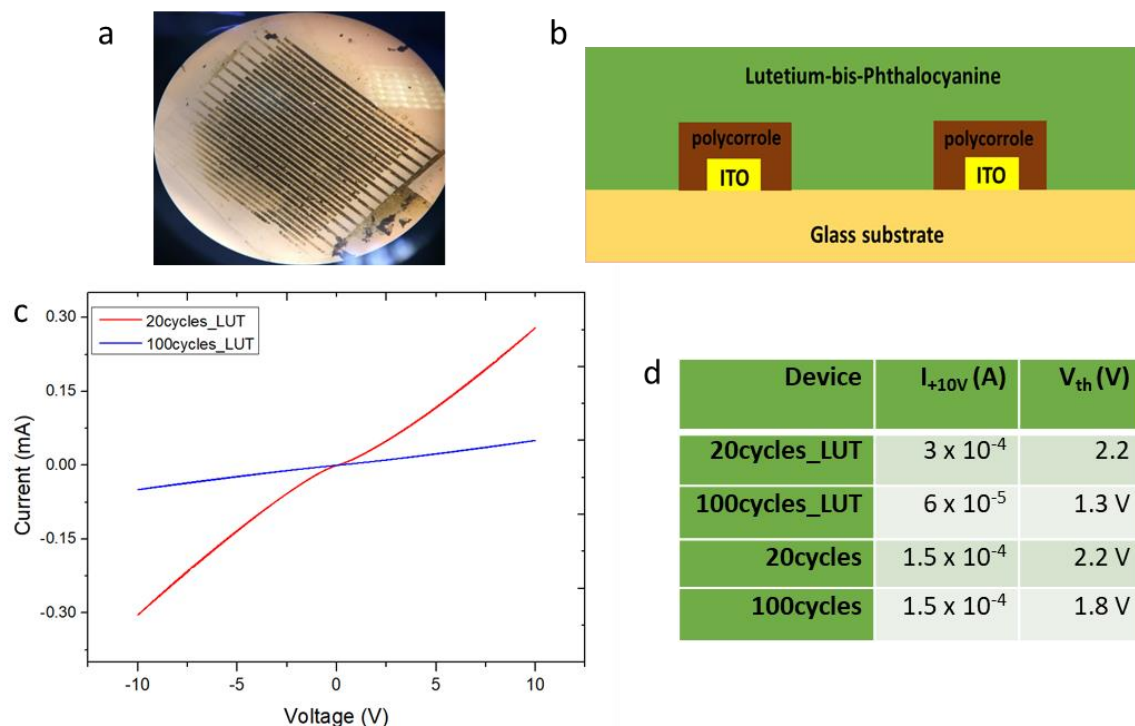 a
b
Lutetium-bis-Phthalocyanine
polycorrole
polycorrole
ITO
ITO
Glass substrate
c
20cycles_LUT
100cycles_LUT
0.30
0.15
0.00
-0.15
-0.30
Current (mA)
-10 -5 0 5 10
Voltage (V)
d
Device I+10V (A) Vth (V)
20cycles_LUT 3 x 10⁻⁴ 2.2
100cycles_LUT 6 x 10⁻⁵ 1.3 V
20cycles 1.5 x 10⁻⁴ 2.2 V
100cycles 1.5 x 10⁻⁴ 1.8 V